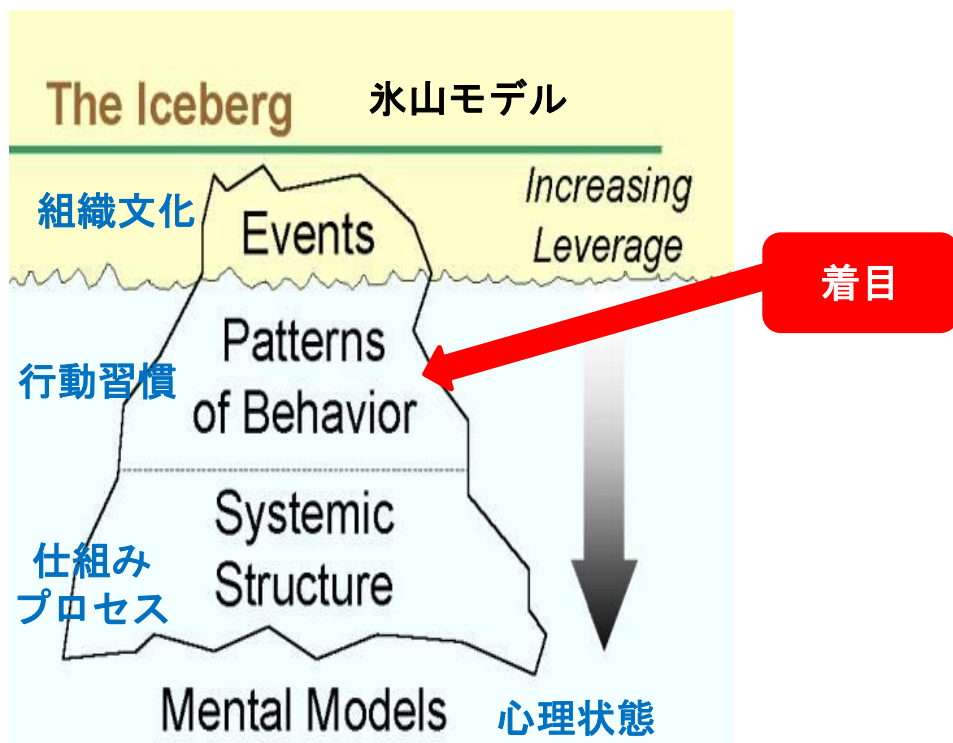 The Iceberg 氷山モデル
組織文化
Events
Increasing
Leverage
着目
Patterns
of Behavior
行動習慣
Systemic
Structure
仕組み
プロセス
Mental Models
心理状態